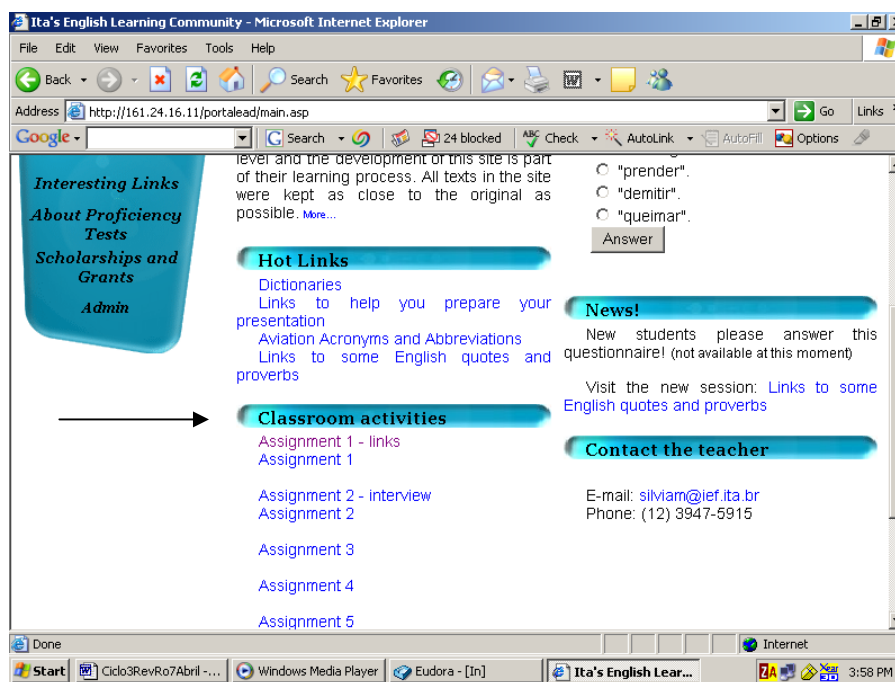 Ita's English Learning Community - Microsoft Internet Explorer
File Edit View Favorites Tools Help
Back Search Favorites
Address http://161.24.16.11/portalead/main.asp Go Links
Google Search 24 blocked ABC Check AutoLink AutoFill Options
Interesting Links
About Proficiency
Tests
Scholarships and
Grants
Admin
level and the development of this site is part
of their learning process. All texts in the site
were kept as close to the original as
possible. More...
Hot Links
Dictionaries
Links to help you prepare your
presentation
Aviation Acronyms and Abbreviations
Links to some English quotes and
proverbs
Classroom activities
Assignment 1 - links
Assignment 1
Assignment 2 - interview
Assignment 2
Assignment 3
Assignment 4
Assignment 5
"prender".
"demitir".
"queimar".
Answer
News!
New students please answer this
questionnaire! (not available at this moment)
Visit the new session: Links to some
English quotes and proverbs
Contact the teacher
E-mail: silviam@ief.ita.br
Phone: (12) 3947-5915
Done Internet
Start Ciclo3RevRo7Abril -... Windows Media Player Eudora - [In] Ita's English Lear... 3:58 PM